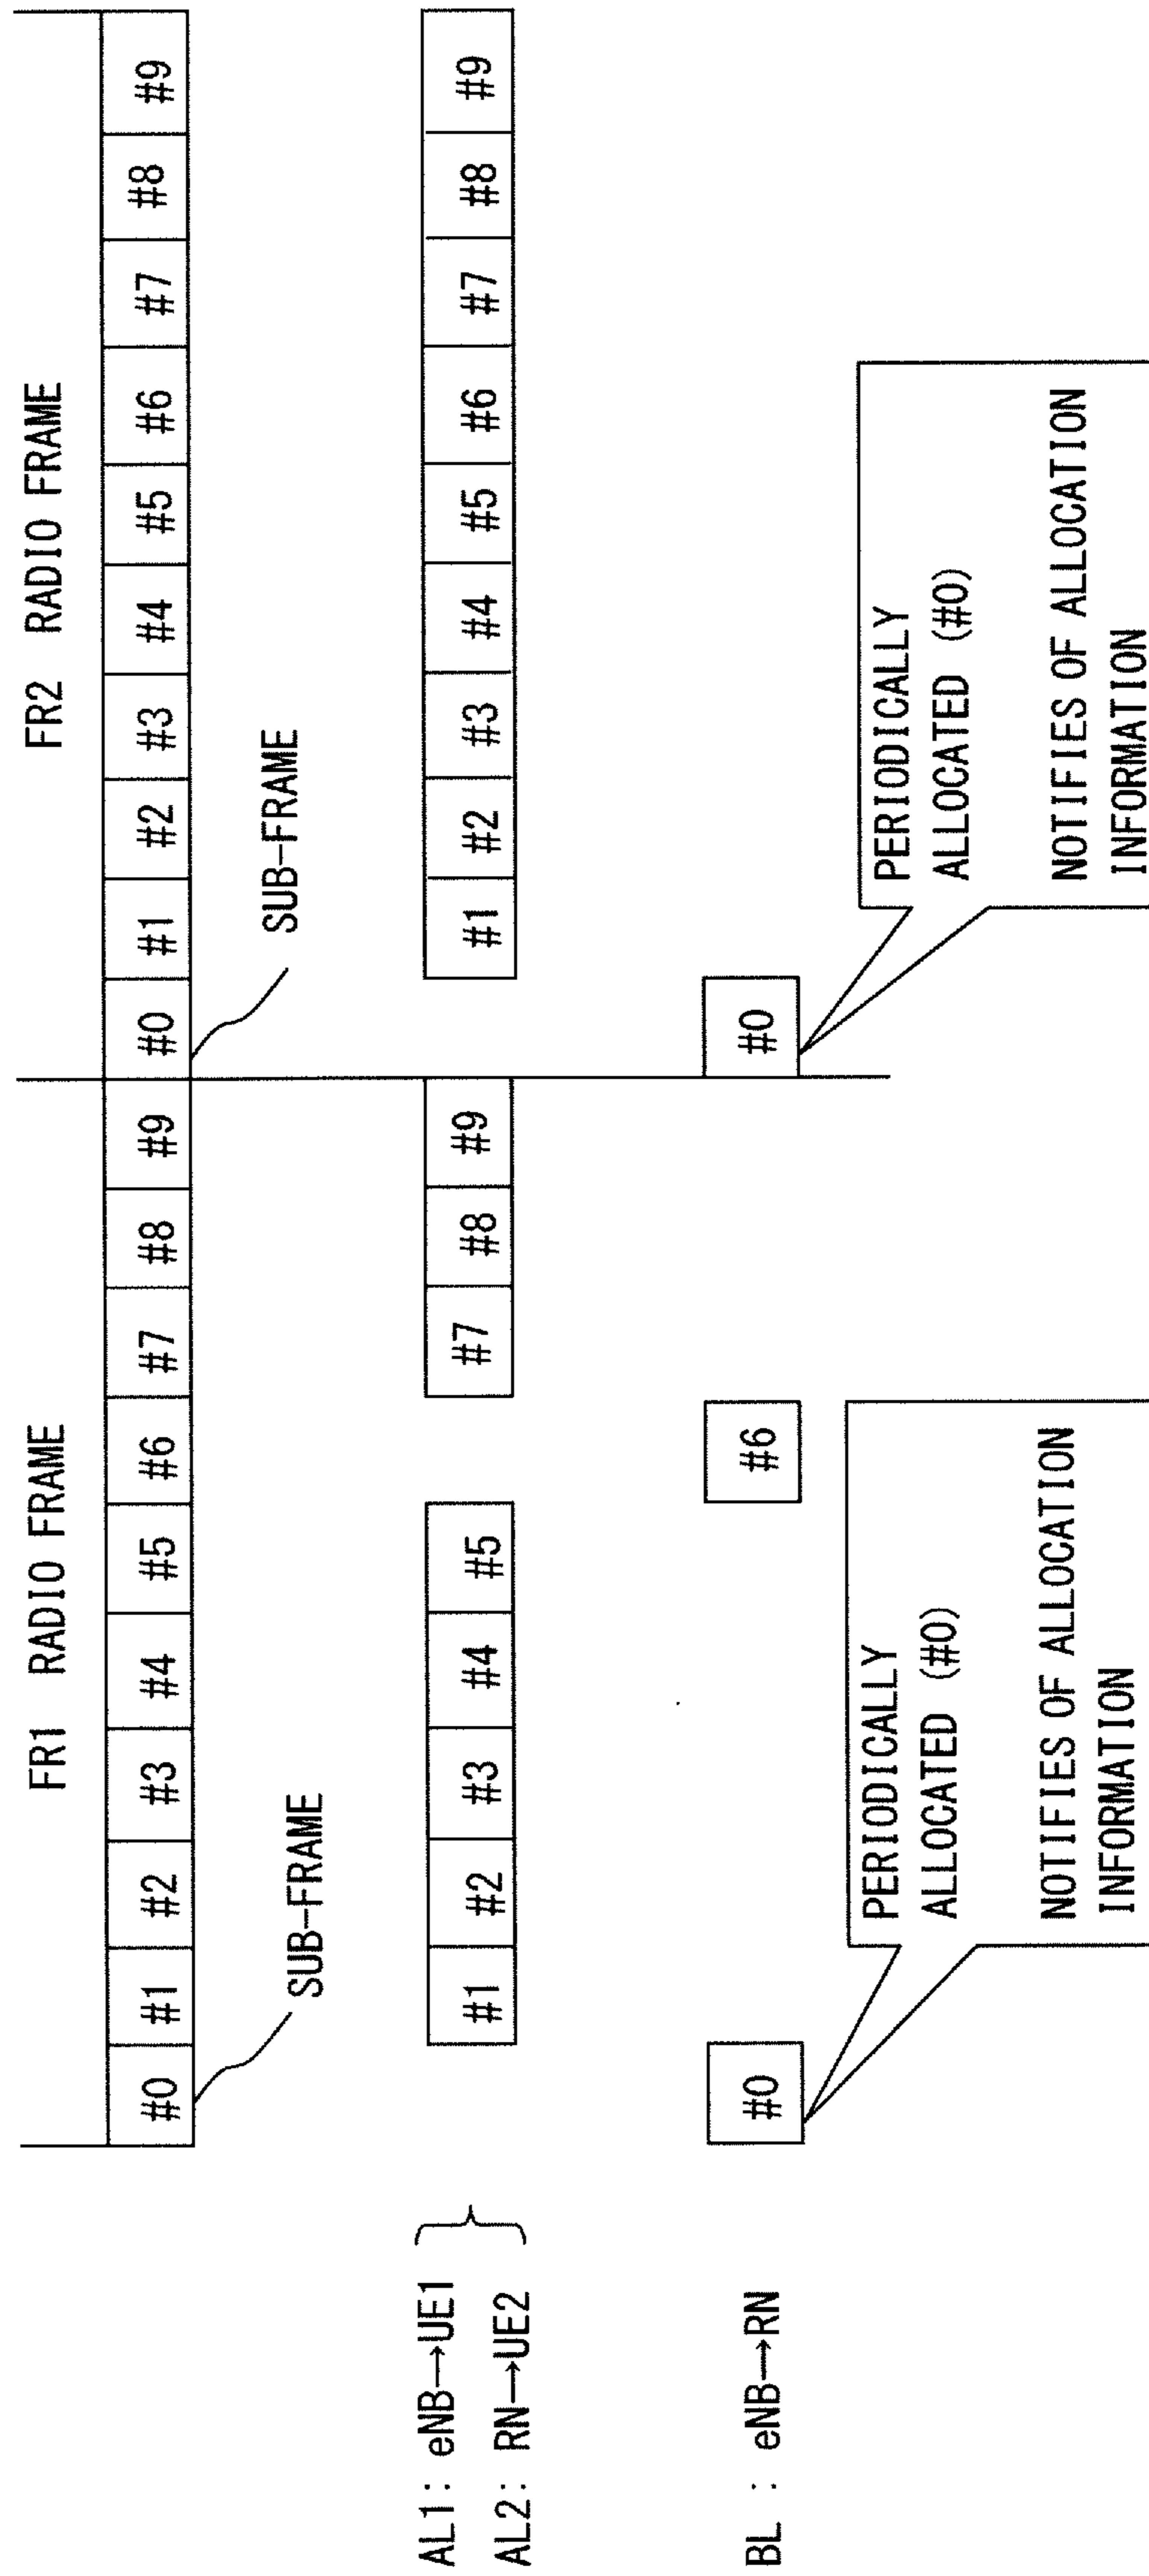 FR1 RADIO FRAME
FR2 RADIO FRAME
#0 #1 #2 #3 #4 #5 #6 #7 #8 #9 #0 #1 #2 #3 #4 #5 #6 #7 #8 #9
SUB-FRAME
SUB-FRAME
AL1: eNB→UE1
AL2: RN→UE2
#1 #2 #3 #4 #5 #7 #8 #9 #1 #2 #3 #4 #5 #6 #7 #8 #9
BL : eNB→RN
#0 #6 #0
PERIODICALLY
ALLOCATED (#0)
NOTIFIES OF ALLOCATION
INFORMATION
PERIODICALLY
ALLOCATED (#0)
NOTIFIES OF ALLOCATION
INFORMATION